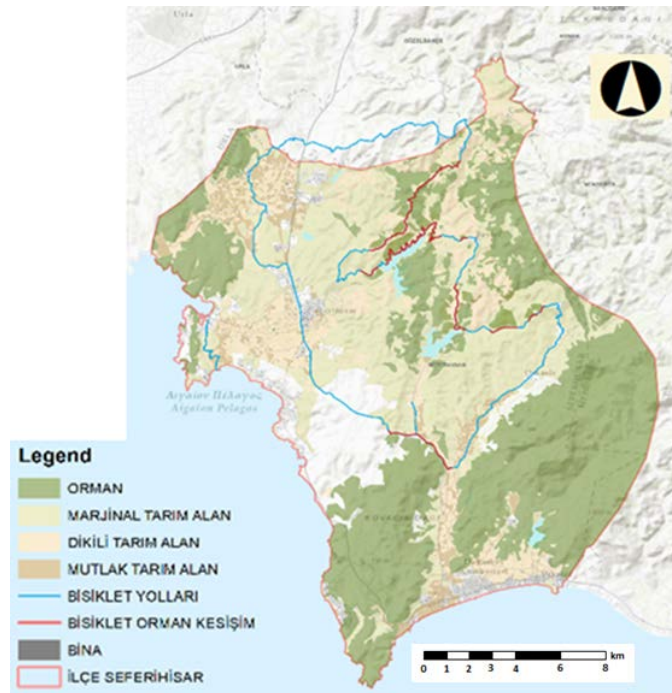 Urla
Αιγαίον Πέλαγος
Aigaion Pelagos
Legend
ORMAN
MARJİNAL TARIM ALAN
DİKİLİ TARIM ALAN
MUTLAK TARIM ALAN
BİSİKLET YOLLARI
BİSİKLET ORMAN KESİŞİM
BİNA
İLÇE SEFERİHİSAR
km
0 1 2 3 4 6 8